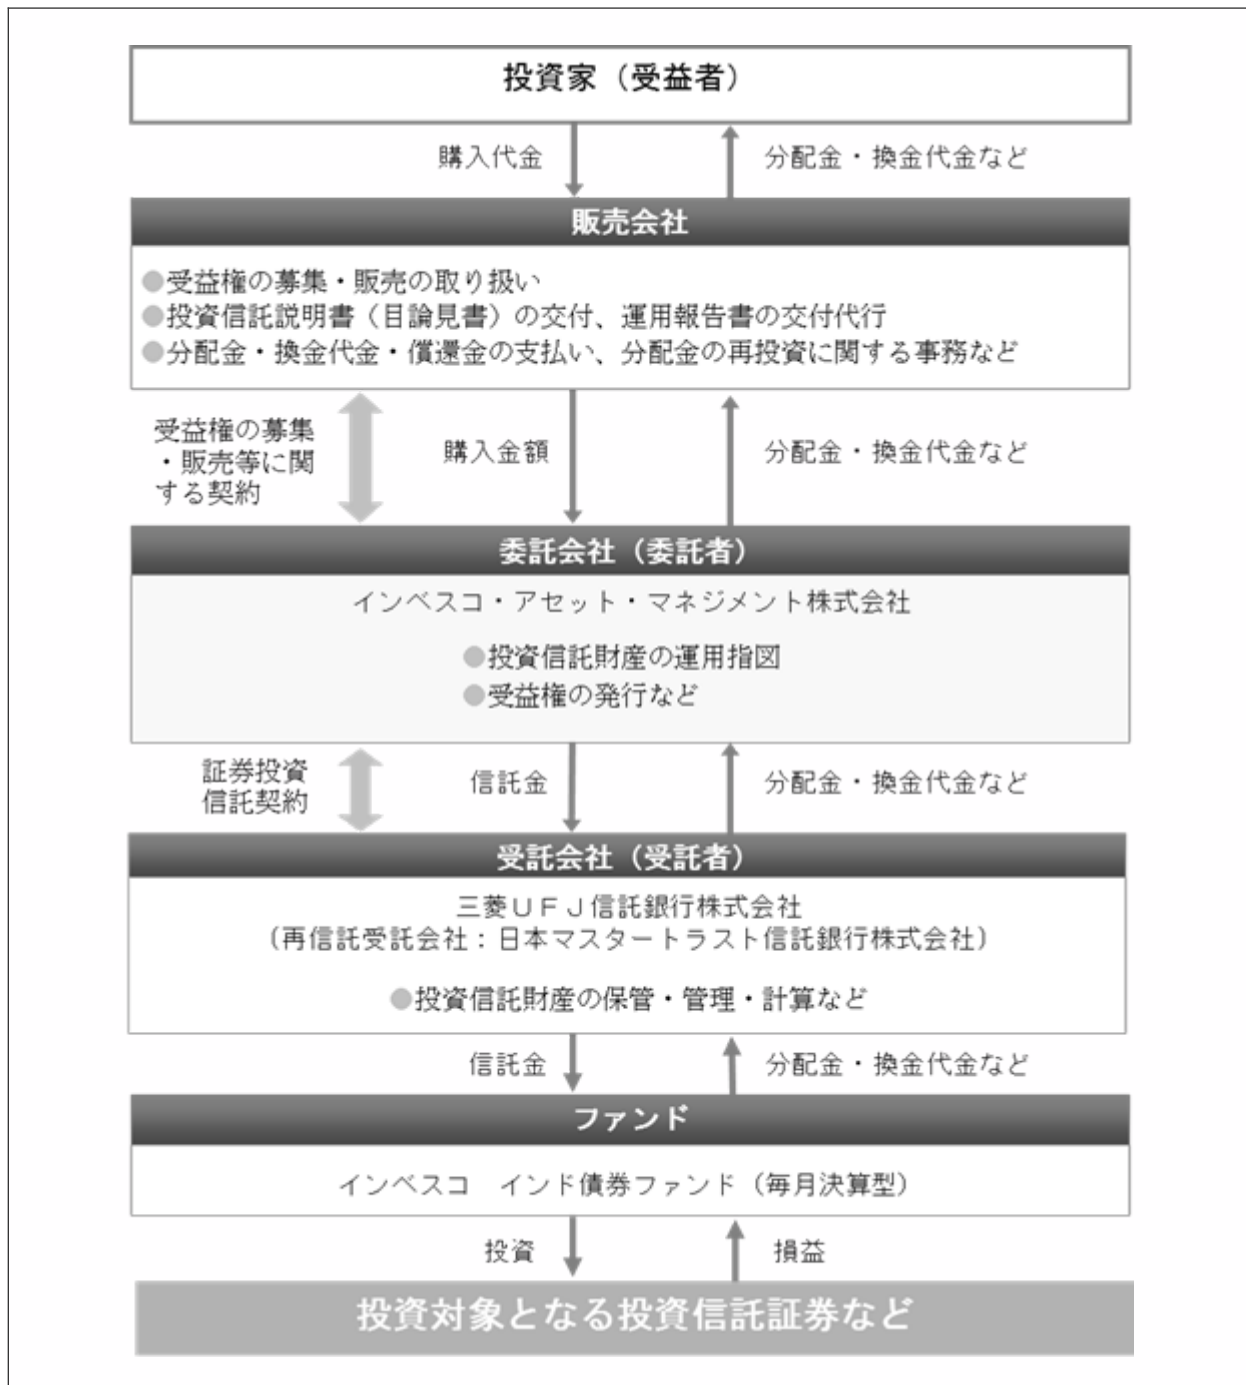 投資家（受益者）
購入代金
分配金・換金代金など
販売会社
●受益権の募集・販売の取り扱い
●投資信託説明書（目論見書）の交付、運用報告書の交付代行
●分配金・換金代金・償還金の支払い、分配金の再投資に関する事務など
受益権の募集
・販売等に関
する契約
購入金額
分配金・換金代金など
委託会社（委託者）
インベスコ・アセット・マネジメント株式会社
●投資信託財産の運用指図
●受益権の発行など
証券投資
信託契約
信託金
分配金・換金代金など
受託会社（受託者）
三菱ＵＦＪ信託銀行株式会社
（再信託受託会社：日本マスタートラスト信託銀行株式会社）
●投資信託財産の保管・管理・計算など
信託金
分配金・換金代金など
ファンド
インベスコ　インド債券ファンド（毎月決算型）
投資
損益
投資対象となる投資信託証券など